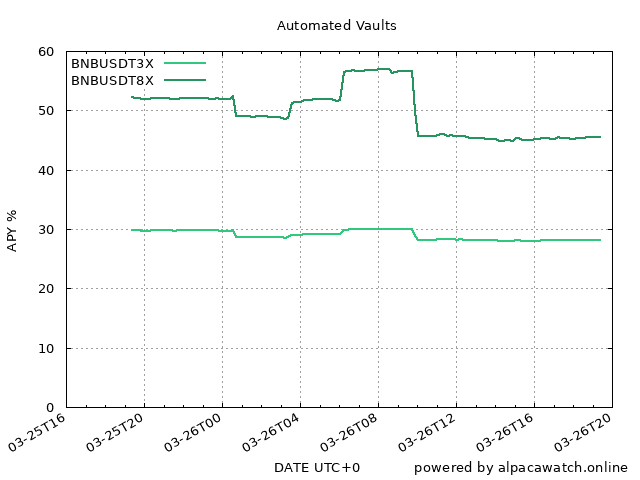 Automated Vaults
BNBUSDT3X
BNBUSDT8X
60
50
40
30
20
10
0
APY %
03-25T16
03-25T20
03-26T00
03-26T04
03-26T08
03-26T12
03-26T16
03-26T20
DATE UTC+0
powered by alpacawatch.online